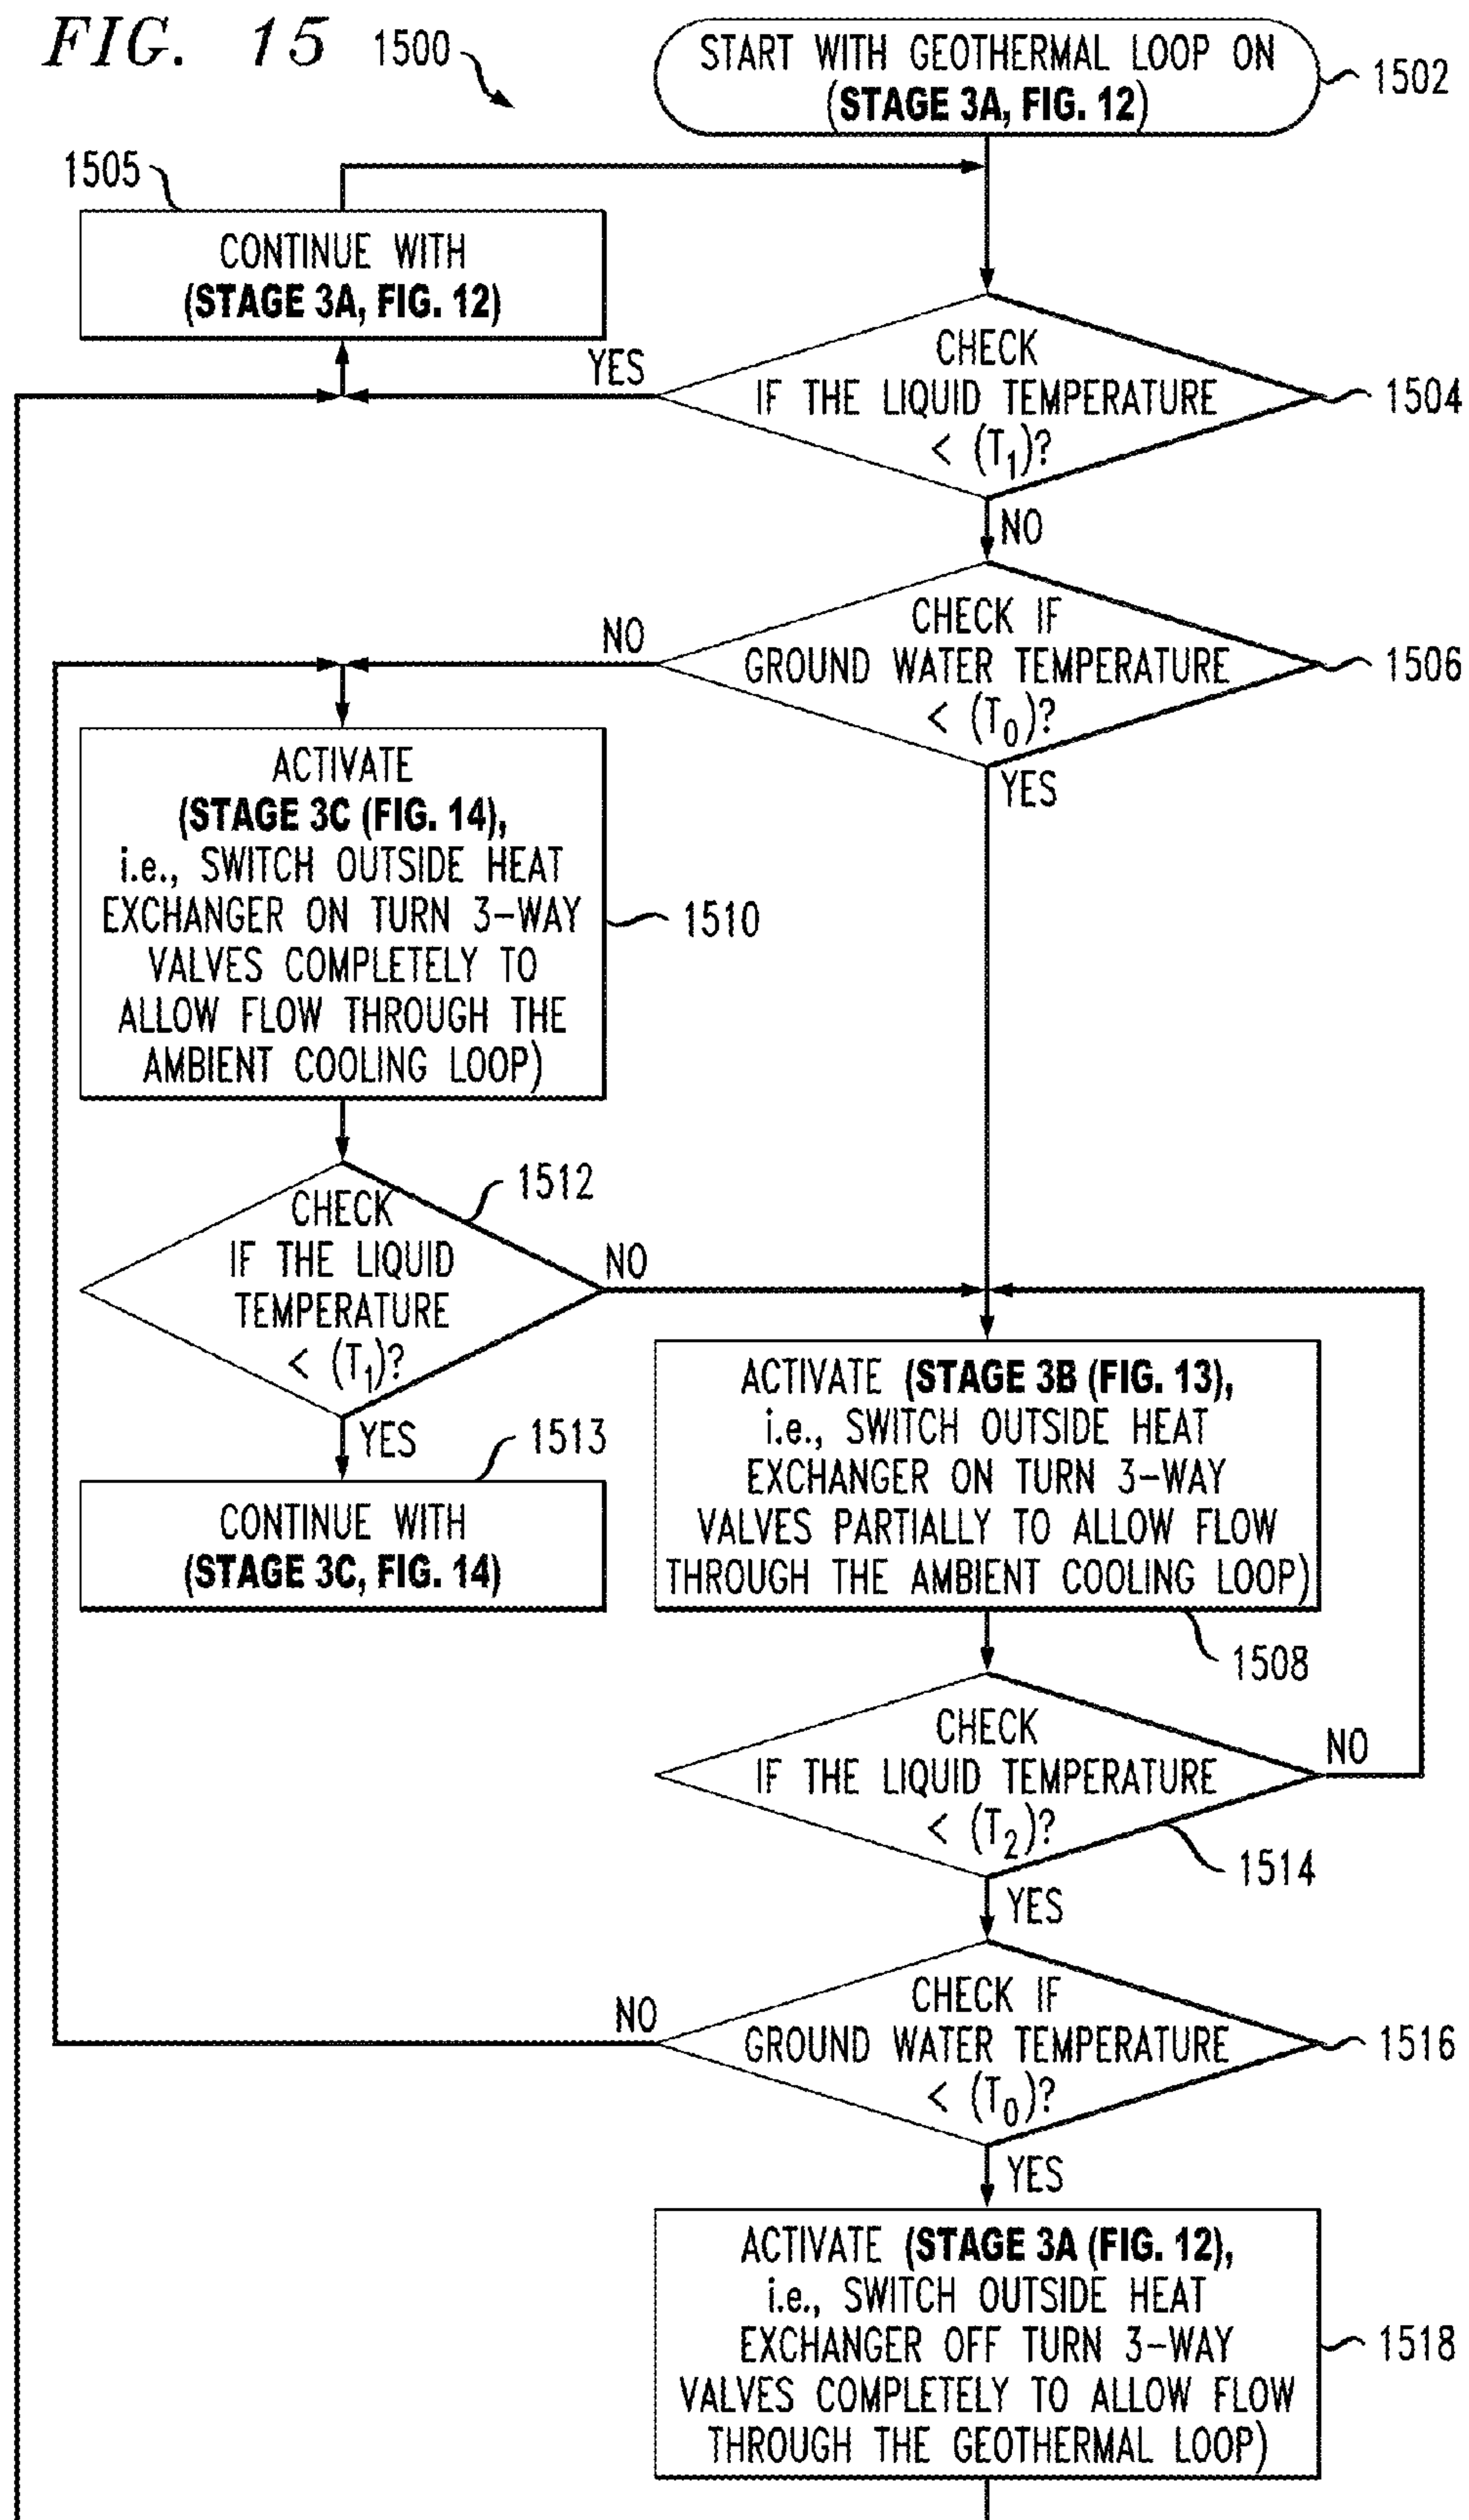 FIG. 15
1500
START WITH GEOTHERMAL LOOP ON
(STAGE 3A, FIG. 12)
1502
1505
CONTINUE WITH
(STAGE 3A, FIG. 12)
YES
CHECK
IF THE LIQUID TEMPERATURE
< (T1)?
1504
NO
NO
CHECK IF
GROUND WATER TEMPERATURE
< (T0)?
1506
YES
ACTIVATE
(STAGE 3C (FIG. 14),
i.e., SWITCH OUTSIDE HEAT
EXCHANGER ON TURN 3-WAY
VALVES COMPLETELY TO
ALLOW FLOW THROUGH THE
AMBIENT COOLING LOOP)
1510
1512
CHECK
IF THE LIQUID
TEMPERATURE
< (T1)?
NO
YES
1513
CONTINUE WITH
(STAGE 3C, FIG. 14)
ACTIVATE (STAGE 3B (FIG. 13),
i.e., SWITCH OUTSIDE HEAT
EXCHANGER ON TURN 3-WAY
VALVES PARTIALLY TO ALLOW FLOW
THROUGH THE AMBIENT COOLING LOOP)
1508
CHECK
IF THE LIQUID TEMPERATURE
< (T2)?
NO
1514
YES
NO
CHECK IF
GROUND WATER TEMPERATURE
< (T0)?
1516
YES
ACTIVATE (STAGE 3A (FIG. 12),
i.e., SWITCH OUTSIDE HEAT
EXCHANGER OFF TURN 3-WAY
VALVES COMPLETELY TO ALLOW FLOW
THROUGH THE GEOTHERMAL LOOP)
1518